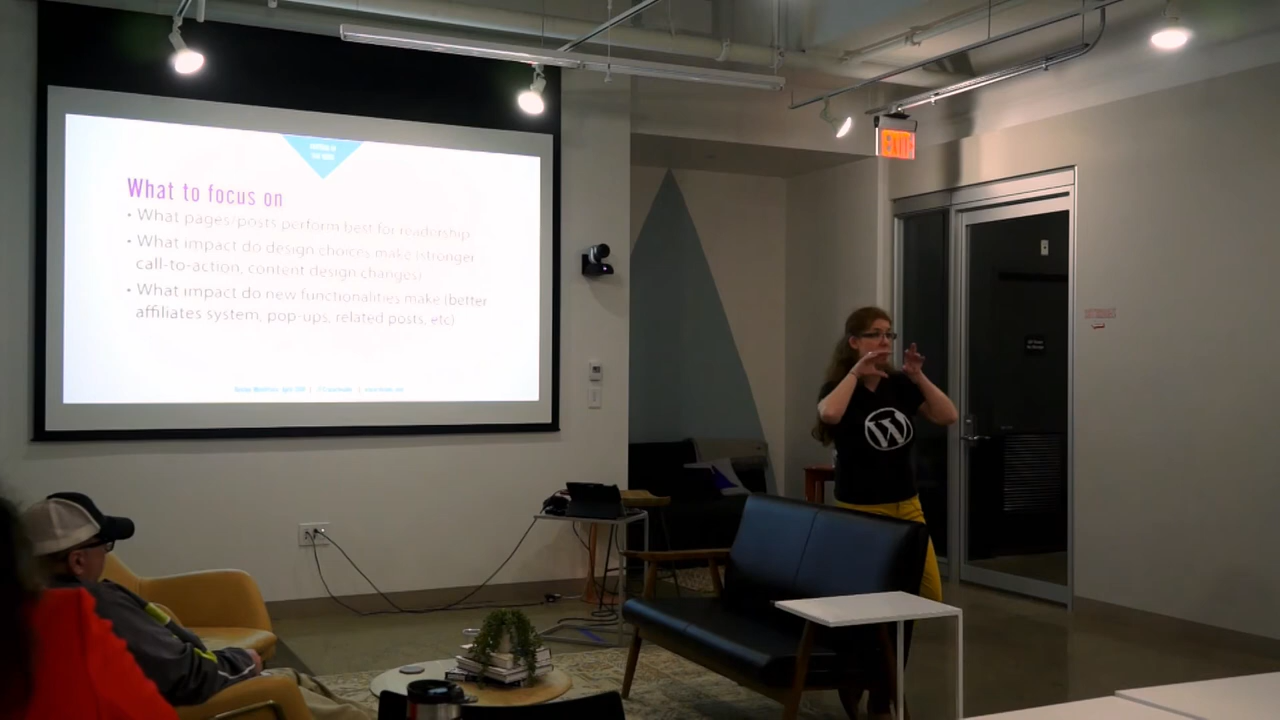 What to focus on
• What pages/posts perform best for readership
• What impact do design choices make (stronger
call-to-action, content design changes)
• What impact do new functionalities make (better
affiliates system, pop-ups, related posts, etc)
EXIT
W